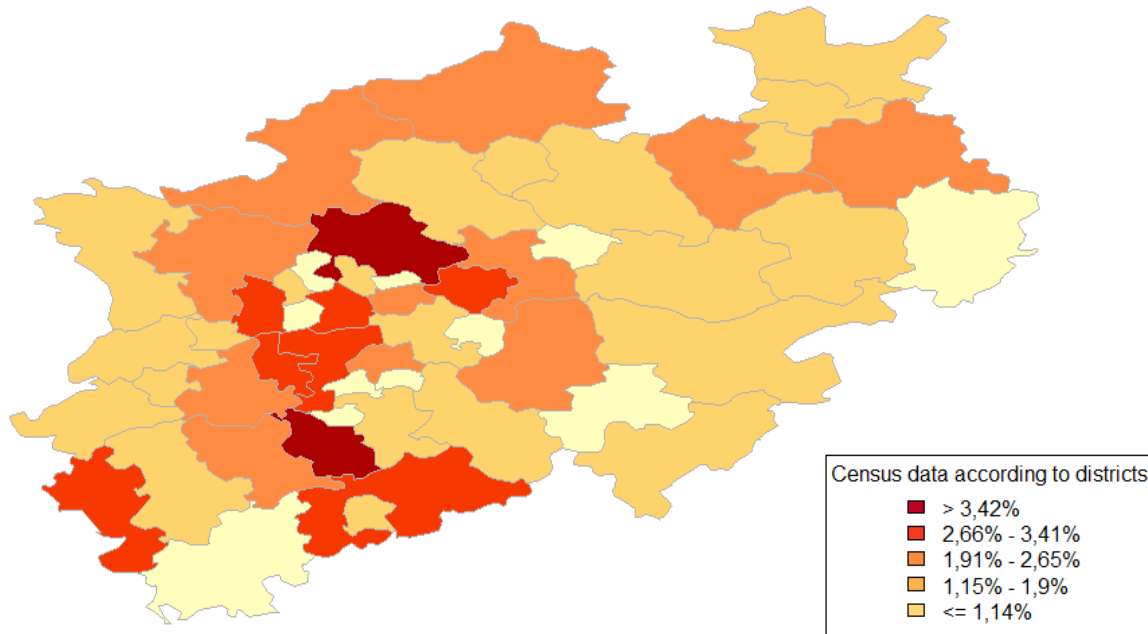 Census data according to districts
> 3,42%
2,66% - 3,41%
1,91% - 2,65%
1,15% - 1,9%
<= 1,14%